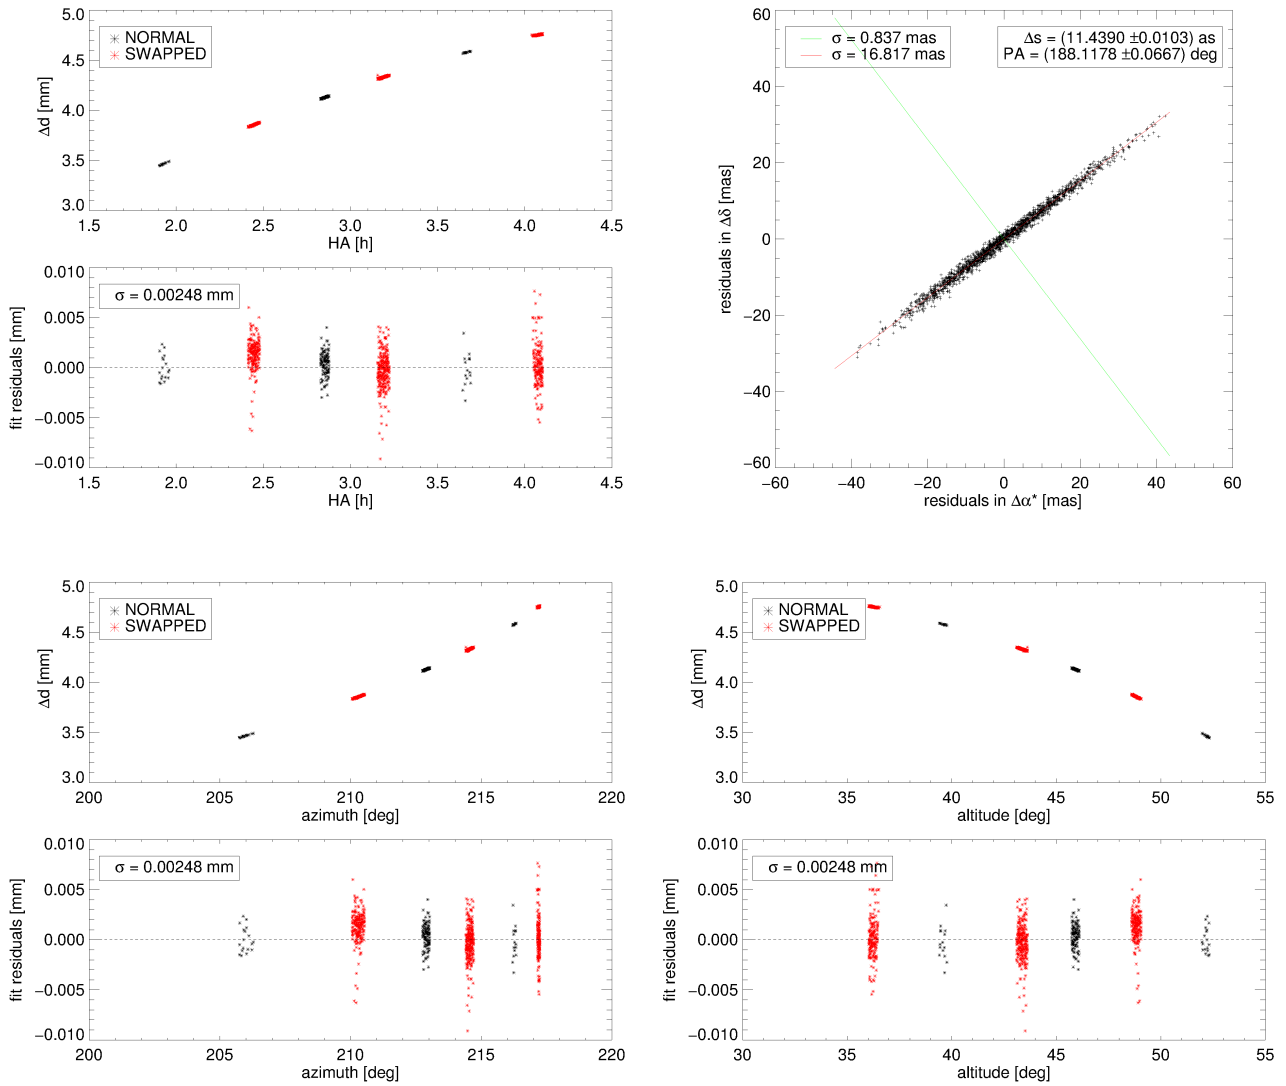 5.0
4.5
4.0
3.5
3.0
Δd [mm]
NORMAL
SWAPPED
1.5 2.0 2.5 3.0 3.5 4.0 4.5
HA [h]
0.010
0.005
0.000
−0.005
−0.010
fit residuals [mm]
σ = 0.00248 mm
1.5 2.0 2.5 3.0 3.5 4.0 4.5
HA [h]
60
40
20
0
−20
−40
−60
residuals in Δδ [mas]
σ = 0.837 mas
σ = 16.817 mas
Δs = (11.4390 ±0.0103) as
PA = (188.1178 ±0.0667) deg
−60 −40 −20 0 20 40 60
residuals in Δα* [mas]
5.0
4.5
4.0
3.5
3.0
Δd [mm]
NORMAL
SWAPPED
200 205 210 215 220
azimuth [deg]
0.010
0.005
0.000
−0.005
−0.010
fit residuals [mm]
σ = 0.00248 mm
200 205 210 215 220
azimuth [deg]
5.0
4.5
4.0
3.5
3.0
Δd [mm]
NORMAL
SWAPPED
30 35 40 45 50 55
altitude [deg]
0.010
0.005
0.000
−0.005
−0.010
fit residuals [mm]
σ = 0.00248 mm
30 35 40 45 50 55
altitude [deg]